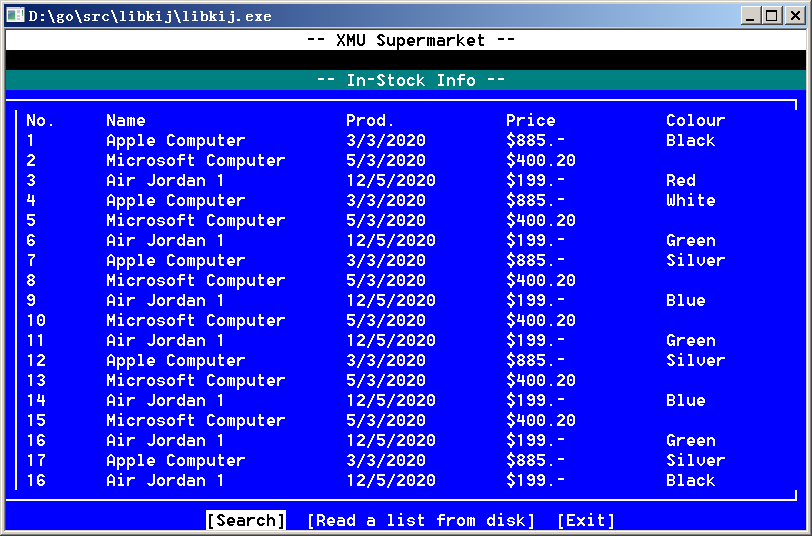 D:\go\src\libkij\libkij.exe
-- XMU Supermarket --
-- In-Stock Info --
No. Name Prod. Price Colour
1 Apple Computer 3/3/2020 $885.- Black
2 Microsoft Computer 5/3/2020 $400.20
3 Air Jordan 1 12/5/2020 $199.- Red
4 Apple Computer 3/3/2020 $885.- White
5 Microsoft Computer 5/3/2020 $400.20
6 Air Jordan 1 12/5/2020 $199.- Green
7 Apple Computer 3/3/2020 $885.- Silver
8 Microsoft Computer 5/3/2020 $400.20
9 Air Jordan 1 12/5/2020 $199.- Blue
10 Microsoft Computer 5/3/2020 $400.20
11 Air Jordan 1 12/5/2020 $199.- Green
12 Apple Computer 3/3/2020 $885.- Silver
13 Microsoft Computer 5/3/2020 $400.20
14 Air Jordan 1 12/5/2020 $199.- Blue
15 Microsoft Computer 5/3/2020 $400.20
16 Air Jordan 1 12/5/2020 $199.- Green
17 Apple Computer 3/3/2020 $885.- Silver
16 Air Jordan 1 12/5/2020 $199.- Black
[Search] [Read a list from disk] [Exit]